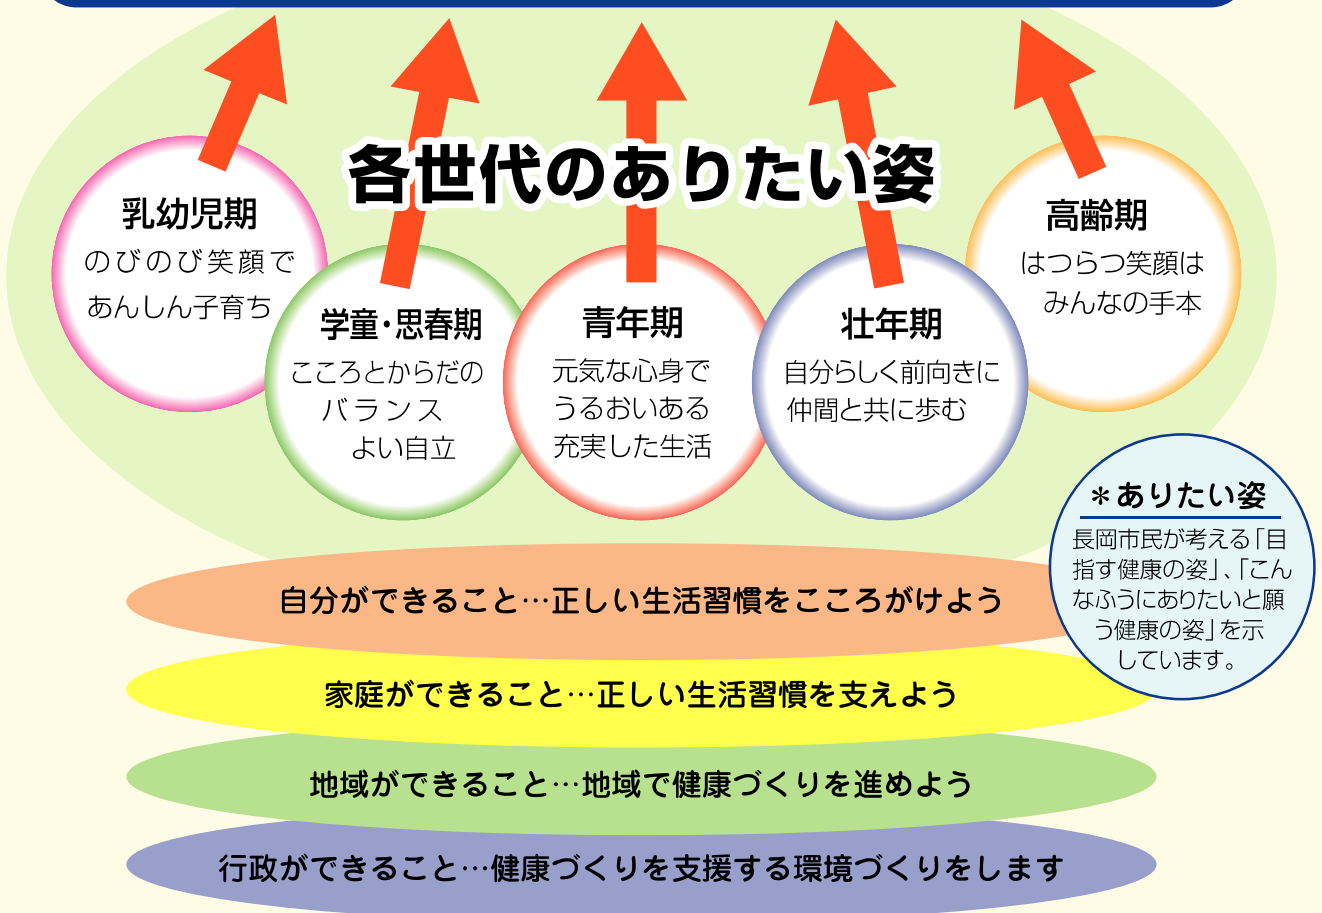 各世代のありたい姿
乳幼児期
のびのび笑顔で
あんしん子育ち
学童・思春期
こころとからだの
バランス
よい自立
青年期
元気な心身で
うるおいある
充実した生活
壮年期
自分らしく前向きに
仲間と共に歩む
高齢期
はつらつ笑顔は
みんなの手本
＊ありたい姿
長岡市民が考える「目
指す健康の姿」、「こん
なふうにありたいと願
う健康の姿」を示
しています。
自分ができること…正しい生活習慣をこころがけよう
家庭ができること…正しい生活習慣を支えよう
地域ができること…地域で健康づくりを進めよう
行政ができること…健康づくりを支援する環境づくりをします